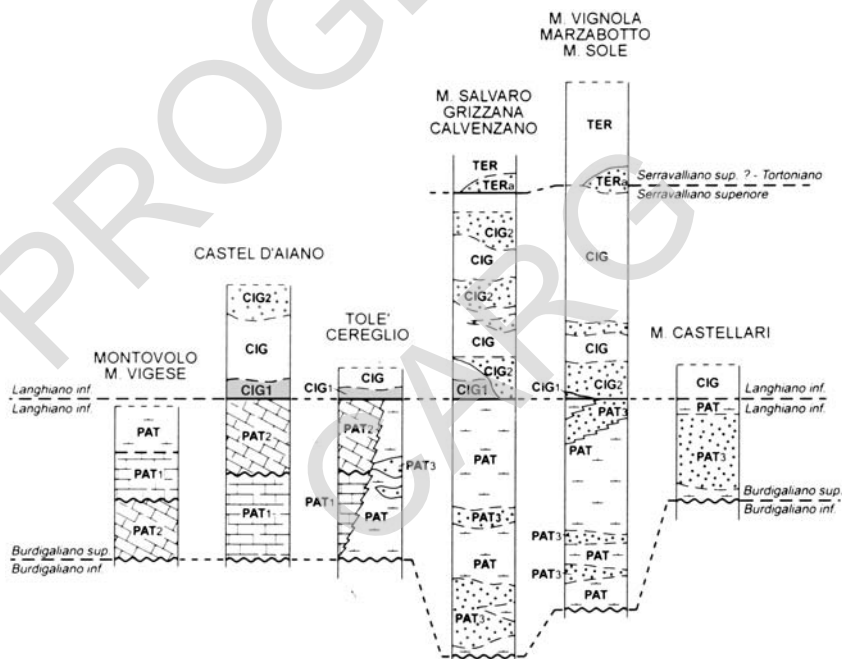 M. VIGNOLA
MARZABOTTO
M. SOLE
M. SALVARO
GRIZZANA
CALVENZANO
CASTEL D'AIANO
TOLE'
CEREGLIO
MONTOVOLO
M. VIGESE
M. CASTELLARI
Langhiano inf.
Langhiano inf.
Burdigaliano sup.
Burdigaliano inf.
PAT
PAT1
PAT2
CIG2
CIG
CIG1
PAT2
PAT1
CIG1
CIG
PAT2
PAT3
PAT1
PAT
TER
TERa
CIG2
CIG
CIG2
CIG
CIG2
CIG1
PAT
PAT3
PAT
PAT3
TER
TERa
CIG
CIG
CIG1
CIG2
PAT3
PAT
PAT3
PAT
PAT3
PAT
Serravalliano sup. ? - Tortoniano
Serravalliano superiore
CIG
PAT
PAT3
Langhiano inf.
Langhiano inf.
Burdigaliano sup.
Burdigaliano inf.
CARG